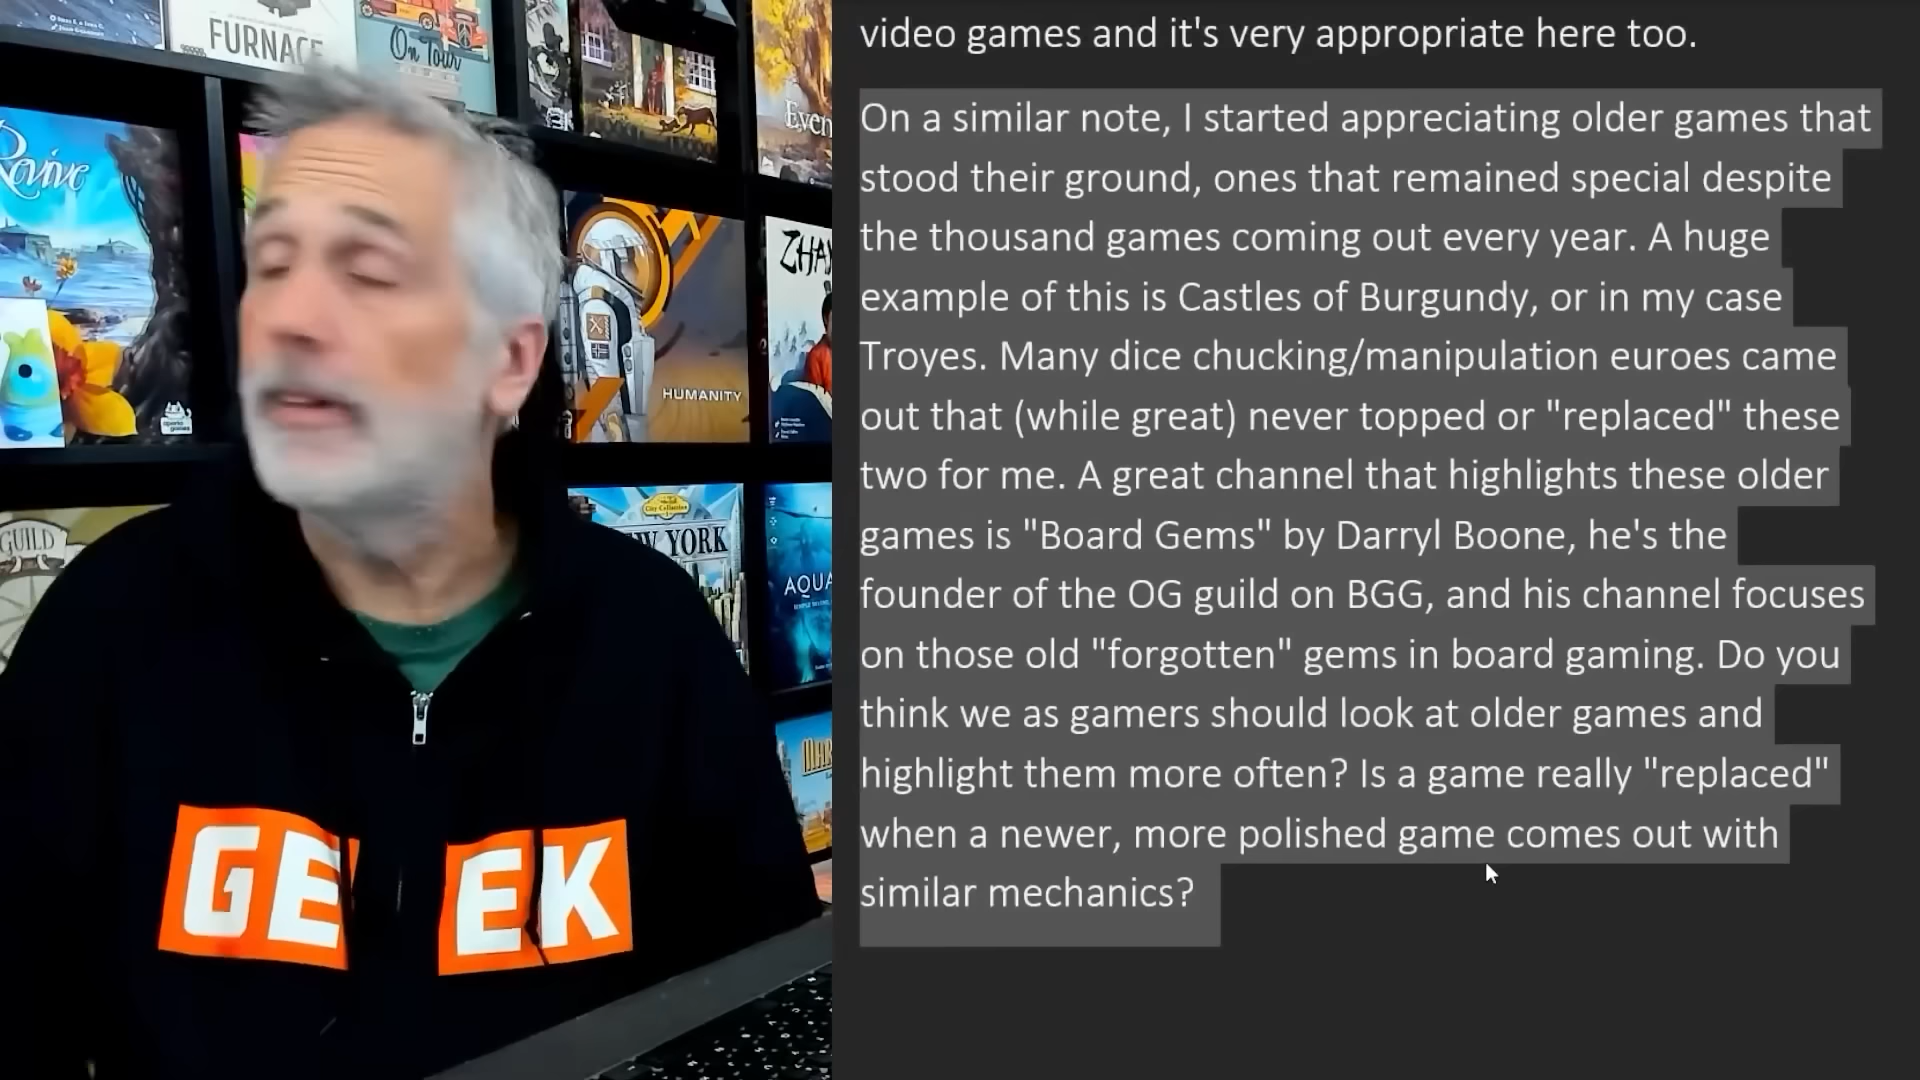 FURNACE
On Tour
Revive
HUMANITY
GUILD
City Collection
YORK
GEEK
video games and it's very appropriate here too.
On a similar note, I started appreciating older games that
stood their ground, ones that remained special despite
the thousand games coming out every year. A huge
example of this is Castles of Burgundy, or in my case
Troyes. Many dice chucking/manipulation euroes came
out that (while great) never topped or "replaced" these
two for me. A great channel that highlights these older
games is "Board Gems" by Darryl Boone, he's the
founder of the OG guild on BGG, and his channel focuses
on those old "forgotten" gems in board gaming. Do you
think we as gamers should look at older games and
highlight them more often? Is a game really "replaced"
when a newer, more polished game comes out with
similar mechanics?